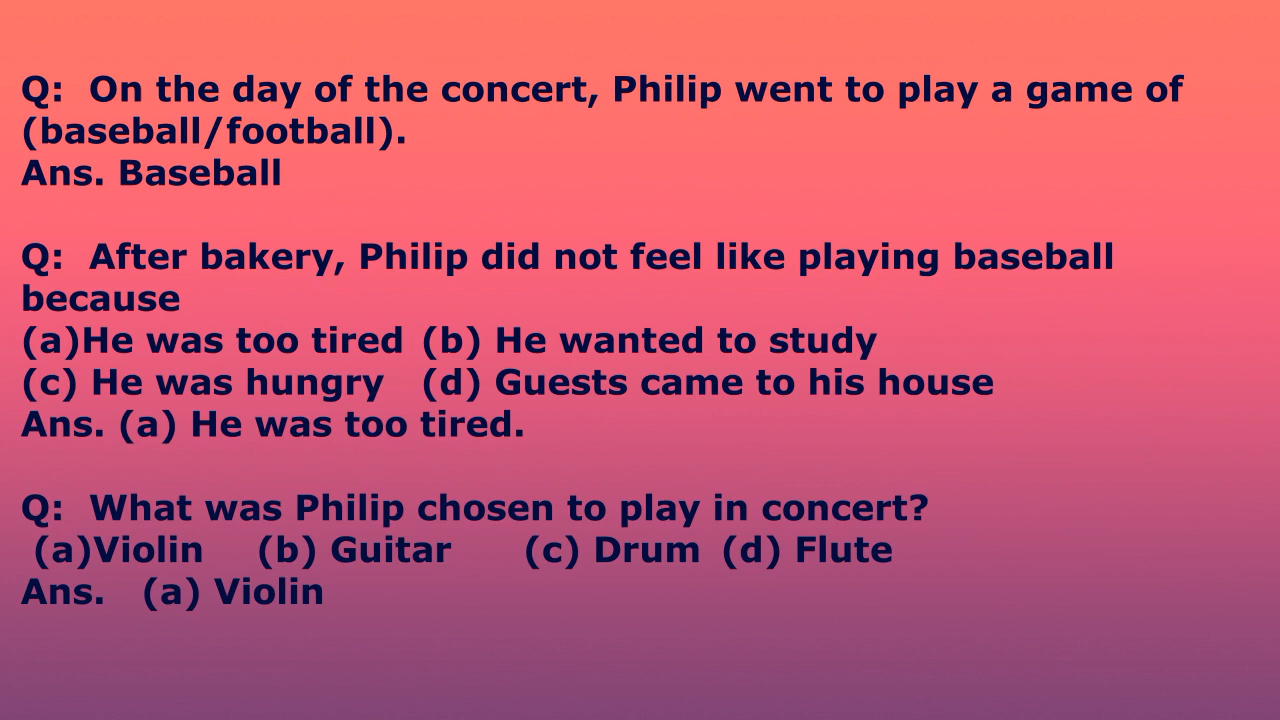 Q:  On the day of the concert, Philip went to play a game of
(baseball/football).
Ans. Baseball
Q:  After bakery, Philip did not feel like playing baseball
because
(a)He was too tired (b) He wanted to study
(c) He was hungry (d) Guests came to his house
Ans. (a) He was too tired.
Q:  What was Philip chosen to play in concert?
(a)Violin (b) Guitar (c) Drum (d) Flute
Ans. (a) Violin